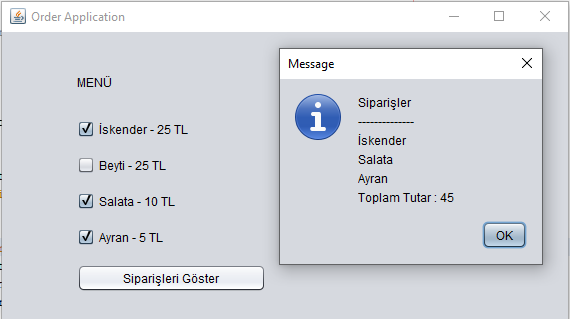 Order Application
MENÜ
İskender - 25 TL
Beyti - 25 TL
Salata - 10 TL
Ayran - 5 TL
Siparişleri Göster
Message
Siparişler
--------------
İskender
Salata
Ayran
Toplam Tutar : 45
OK